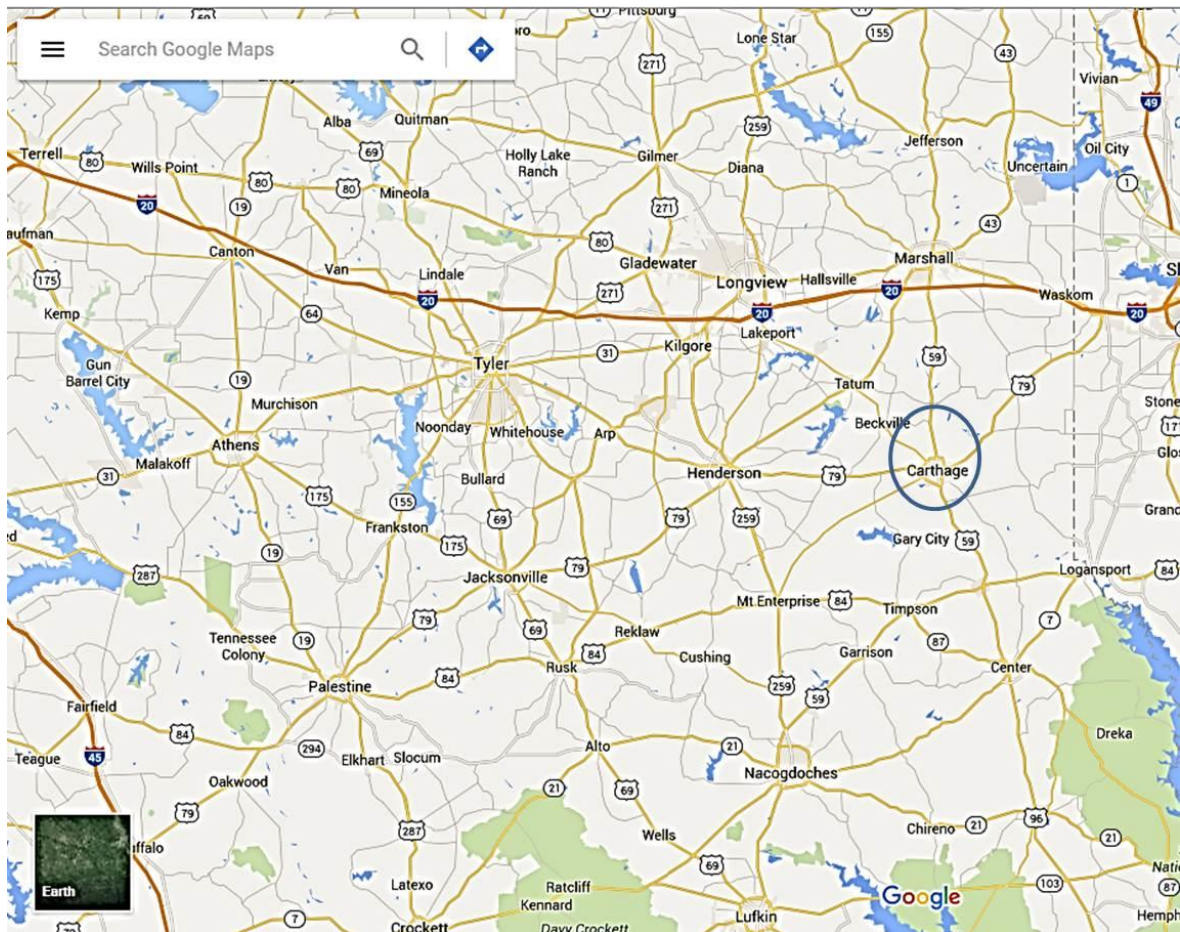 Pittsburg
69
11
Search Google Maps
Lone Star
155
43
271
Vivian
49
Alba
Quitman
259
Jefferson
Terrell
80
Wills Point
69
Holly Lake
Ranch
Gilmer
Diana
Uncertain
Oil City
80
80
Mineola
1
20
19
271
43
Canton
80
Gladewater
Marshall
175
Van
Lindale
Longview
Hallsville
20
271
20
Waskom
20
20
Kemp
64
Lakeport
Kilgore
Tyler
31
59
Gun
Barrel City
19
79
Tatum
Murchison
Noonday
Whitehouse
Arp
Beckville
171
Athens
Malakoff
Henderson
79
Carthage
31
175
Bullard
155
Frankston
69
79
259
Gary City
59
19
175
287
Jacksonville
79
Logansport
84
Mt Enterprise
84
Timpson
79
69
Reklaw
7
Tennessee
Colony
19
84
Cushing
87
Garrison
Rusk
Center
Palestine
84
259
59
Fairfield
84
Dreka
Teague
45
294
Elkhart
Slocum
Alto
21
Nacogdoches
Oakwood
21
69
79
96
287
Wells
Chireno
21
21
Earth
69
Latexo
Ratcliff
Google
103
87
Kennard
7
Crockett
Davy Crockett
Lufkin